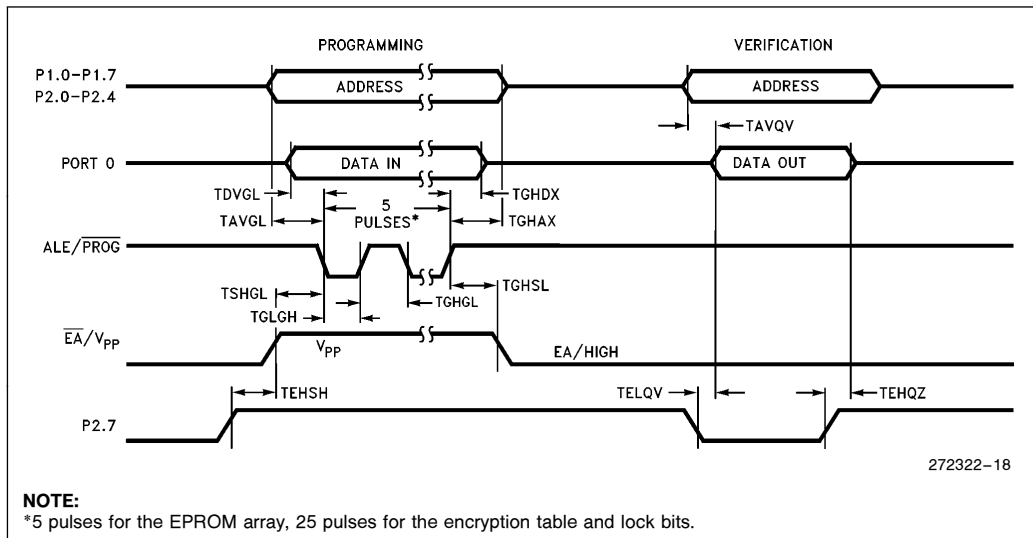 PROGRAMMING VERIFICATION
P1.0–P1.7
P2.0–P2.4
ADDRESS ADDRESS
TAVQV
PORT 0 DATA IN DATA OUT
TDVGL TGHDX
5
PULSES*
TAVGL TGHAX
ALE/PROG
TSHGL TGHGL TGHSL
TGLGH
EA/VPP
VPP EA/HIGH
TEHSH TELQV TEHQZ
P2.7
272322–18
NOTE:
*5 pulses for the EPROM array, 25 pulses for the encryption table and lock bits.